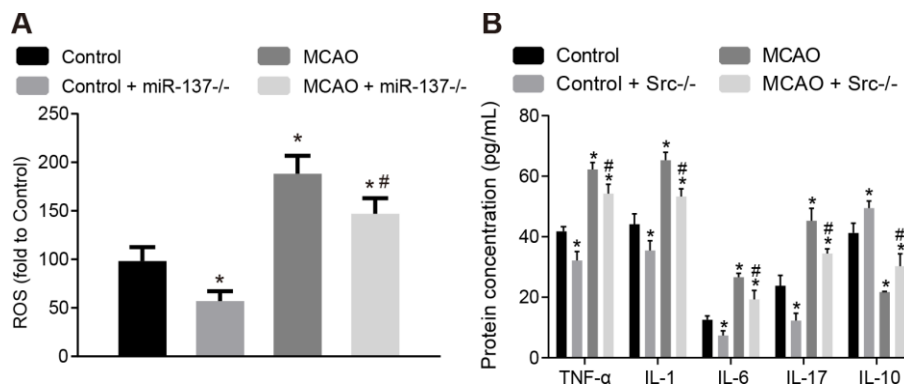 A
Control
MCAO
Control + miR-137-/-
MCAO + miR-137-/-
ROS (fold to Control)
250
200
150
100
50
0
*
*
* #
B
Control
MCAO
Control + Src-/-
MCAO + Src-/-
Protein concentration (pg/mL)
80
60
40
20
0
* * # *
* * # *
* * # *
* * # *
* * # *
TNF-α IL-1 IL-6 IL-17 IL-10